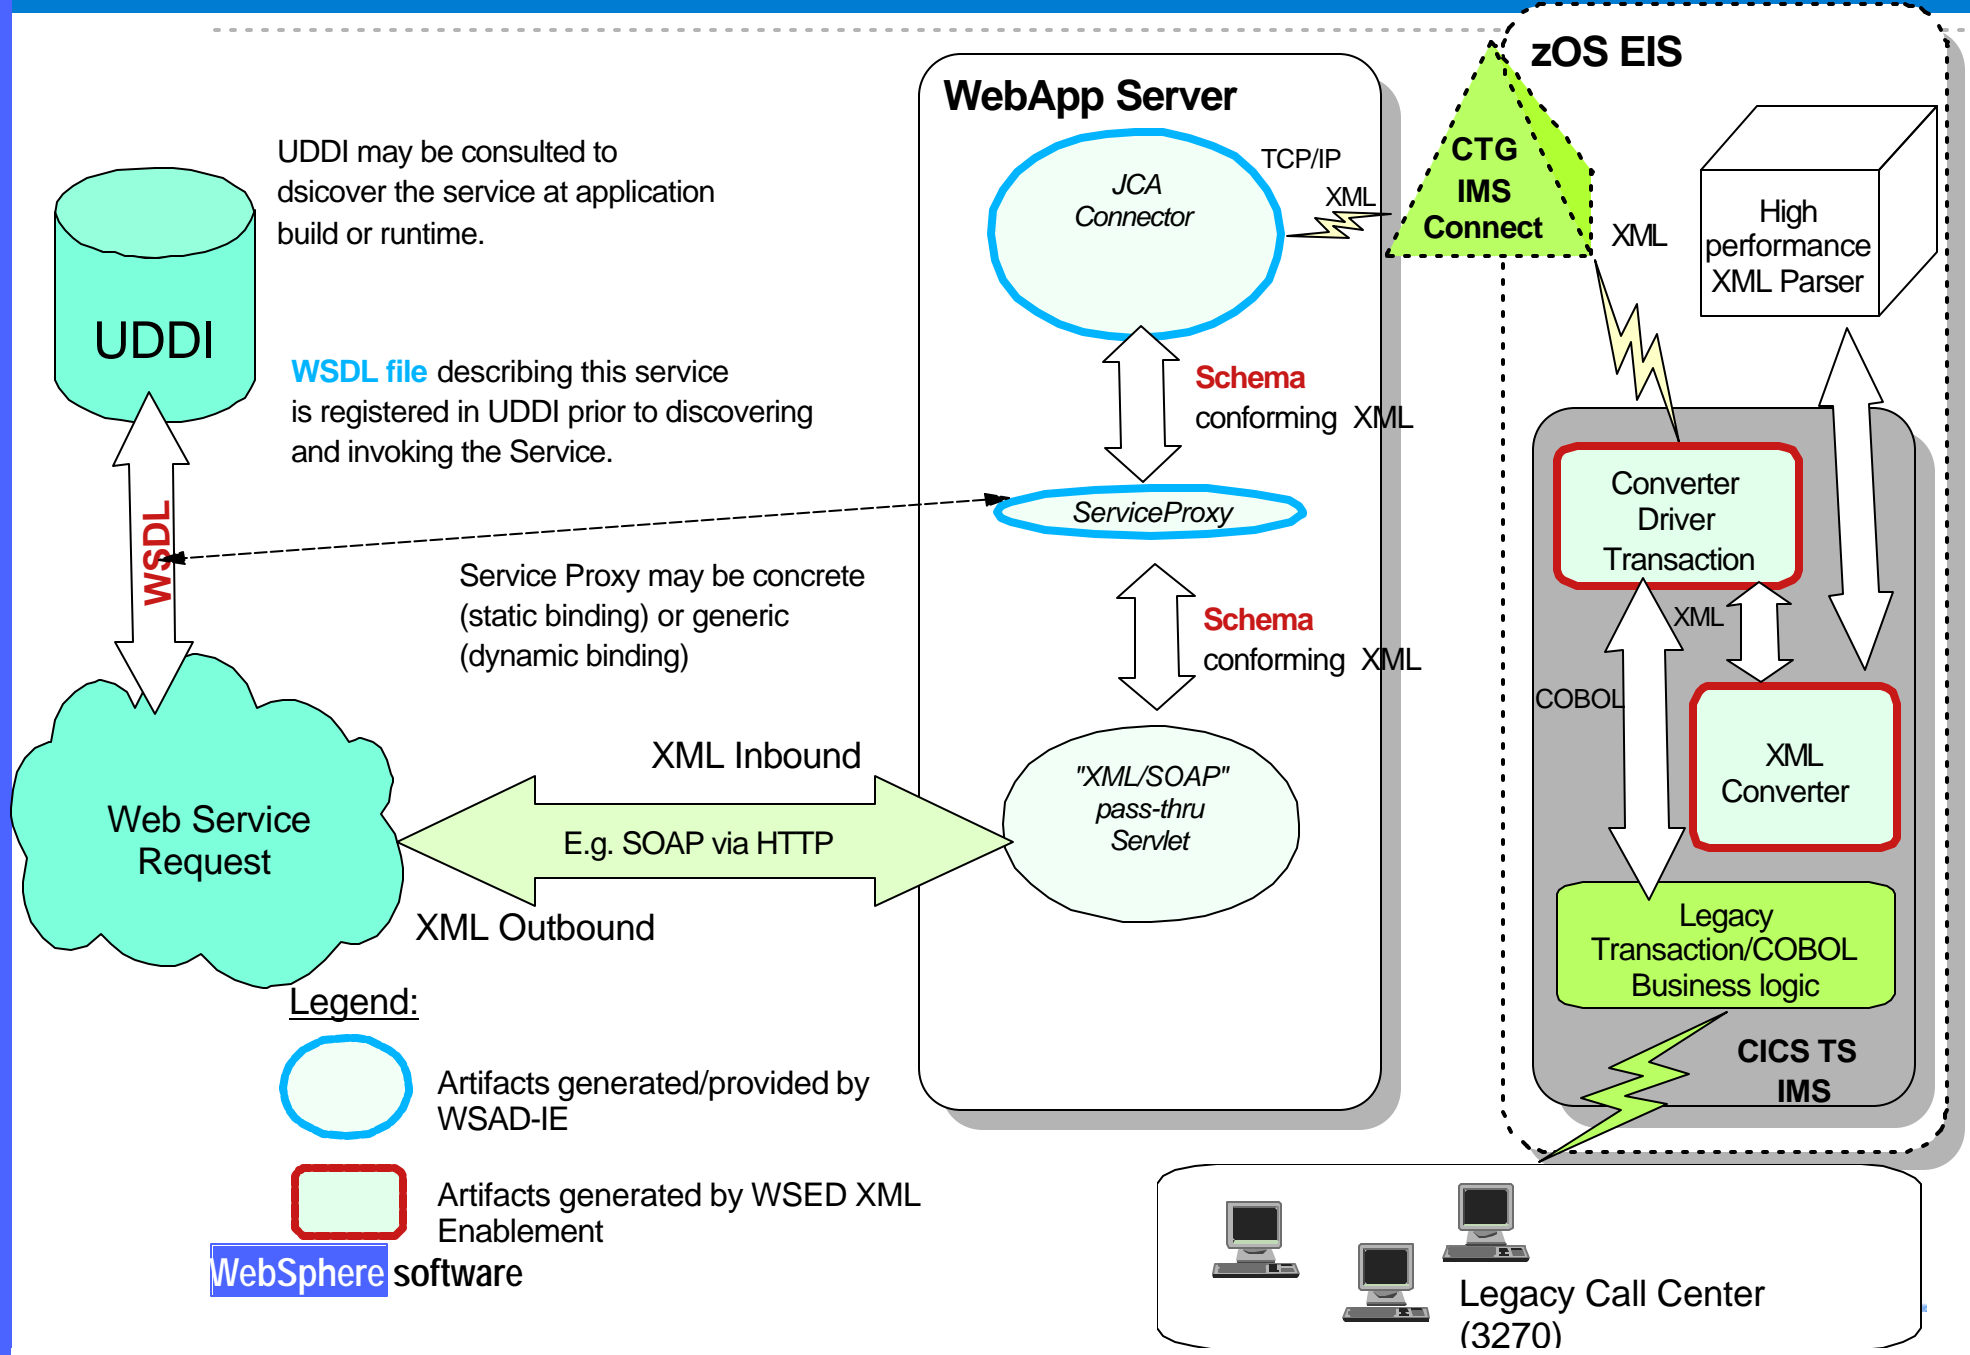 zOS EIS
WebApp Server
UDDI may be consulted to
dsicover the service at application
build or runtime.
UDDI
WSDL file describing this service
is registered in UDDI prior to discovering
and invoking the Service.
WSDL
Service Proxy may be concrete
(static binding) or generic
(dynamic binding)
Web Service
Request
XML Inbound
E.g. SOAP via HTTP
XML Outbound
JCA
Connector
TCP/IP
XML
Schema
conforming XML
ServiceProxy
Schema
conforming XML
"XML/SOAP"
pass-thru
Servlet
CTG
IMS
Connect
XML
High
performance
XML Parser
Converter
Driver
Transaction
XML
COBOL
XML
Converter
Legacy
Transaction/COBOL
Business logic
CICS TS
IMS
Legend:
Artifacts generated/provided by
WSAD-IE
Artifacts generated by WSED XML
Enablement
WebSphere software
Legacy Call Center
(3270)